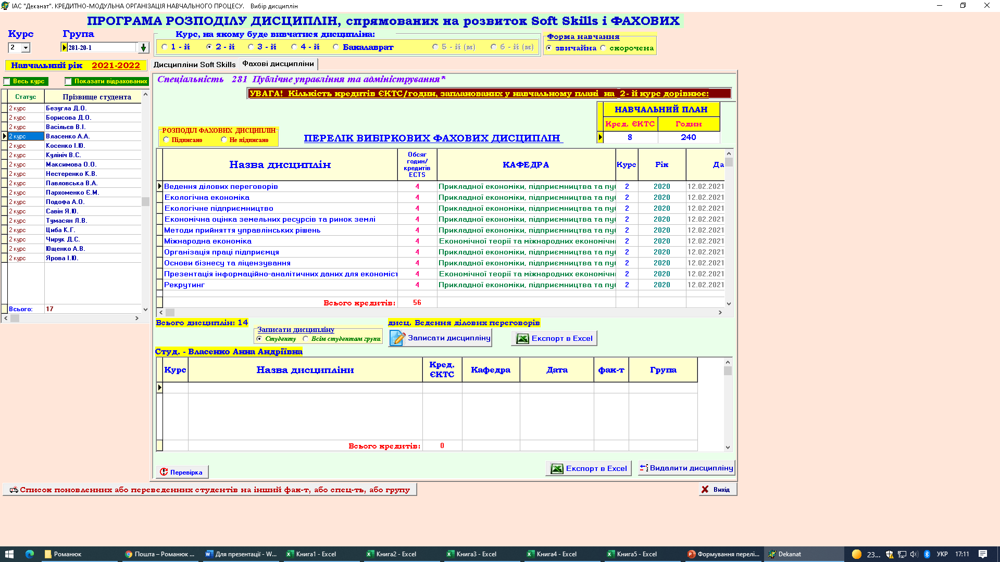 ІАС "Деканат". КРЕДИТНО-МОДУЛЬНА ОРГАНІЗАЦІЯ НАВЧАЛЬНОГО ПРОЦЕСУ. Вибір дисциплін
ПРОГРАМА РОЗПОДІЛУ ДИСЦИПЛІН, спрямованих на розвиток Soft Skills і ФАХОВИХ
Курс Група
2 281-20-1
Курс, на якому буде вивчатися дисципліна:
1 - й 2 - й 3 - й 4 - й Бакалаврат 5 - й (м) 6 - й (м)
Форма навчання
звичайна скорочена
Навчальний рік 2021-2022
Весь курс Показати відрахованих
Статус Прізвище студента
2 курс Безугла Д.О.
2 курс Борисова Д.О.
2 курс Васільєв В.І.
2 курс Власенко А.А.
2 курс Косенко І.Ю.
2 курс Кулініч В.С.
2 курс Максимова О.О.
2 курс Нестеренко К.В.
2 курс Павловська В.А.
2 курс Пархоменко Є.М.
2 курс Подофа А.О.
2 курс Савін Я.Ю.
2 курс Тумасян Л.В.
2 курс Циба К.Г.
2 курс Чирук Д.С.
2 курс Ющенко А.В.
2 курс Ярова І.Ю.
Всього: 17
Дисципліни Soft Skills Фахові дисципліни
Спеціальність 281 Публічне управління та адміністрування*
УВАГА! Кількість кредитів ЄКТС/годин, запланованих у навчальному плані на 2- й курс дорівнює:
НАВЧАЛЬНИЙ ПЛАН
Кред. ЄКТС Годин
8 240
РОЗПОДІЛ ФАХОВИХ ДИСЦИПЛІН
Підписано Не підписано
ПЕРЕЛІК ВИБІРКОВИХ ФАХОВИХ ДИСЦИПЛІН
Назва дисциплін Обсяг годин/ кредитів ECTS КАФЕДРА Курс Рік Да
Ведення ділових переговорів 4 Прикладної економіки, підприємництва та пу 2 2020 12.02.2021
Екологічна економіка 4 Прикладної економіки, підприємництва та пу 2 2020 12.02.2021
Екологічне підприємництво 4 Прикладної економіки, підприємництва та пу 2 2020 12.02.2021
Економічна оцінка земельних ресурсів та ринок землі 4 Прикладної економіки, підприємництва та пу 2 2020 12.02.2021
Методи прийняття управлінських рішень 4 Прикладної економіки, підприємництва та пу 2 2020 12.02.2021
Міжнародна економіка 4 Економічної теорії та міжнародних економічн 2 2020 12.02.2021
Організація праці підприємця 4 Прикладної економіки, підприємництва та пу 2 2020 12.02.2021
Основи бізнесу та ліцензування 4 Прикладної економіки, підприємництва та пу 2 2020 12.02.2021
Презентація інформаційно-аналітичних даних для економіст 4 Економічної теорії та міжнародних економічн 2 2020 12.02.2021
Рекрутинг 4 Прикладної економіки, підприємництва та пу 2 2020 12.02.2021
Всього кредитів: 56
Всього дисциплін: 14 дисц. Ведення ділових переговорів
Записати дисципліну
Студенту Всім студентам групи
Записати дисципліну Експорт в Excel
Студ. - Власенко Анна Андріївна
Курс Назва дисципліни Кред. ЄКТС Кафедра Дата фак-т Група
Всього кредитів: 0
Перевірка Експорт в Excel Видалити дисципліну
Список поновленних або переведенних студентів на інший фак-т, або спец-ть, або групу Вихід
Романюк Пошта – Романюк ... Для презентації - W... Книга1 - Excel Книга2 - Excel Книга3 - Excel Книга4 - Excel Книга5 - Excel Формування перелі... Dekanat 23... УКР 17:11